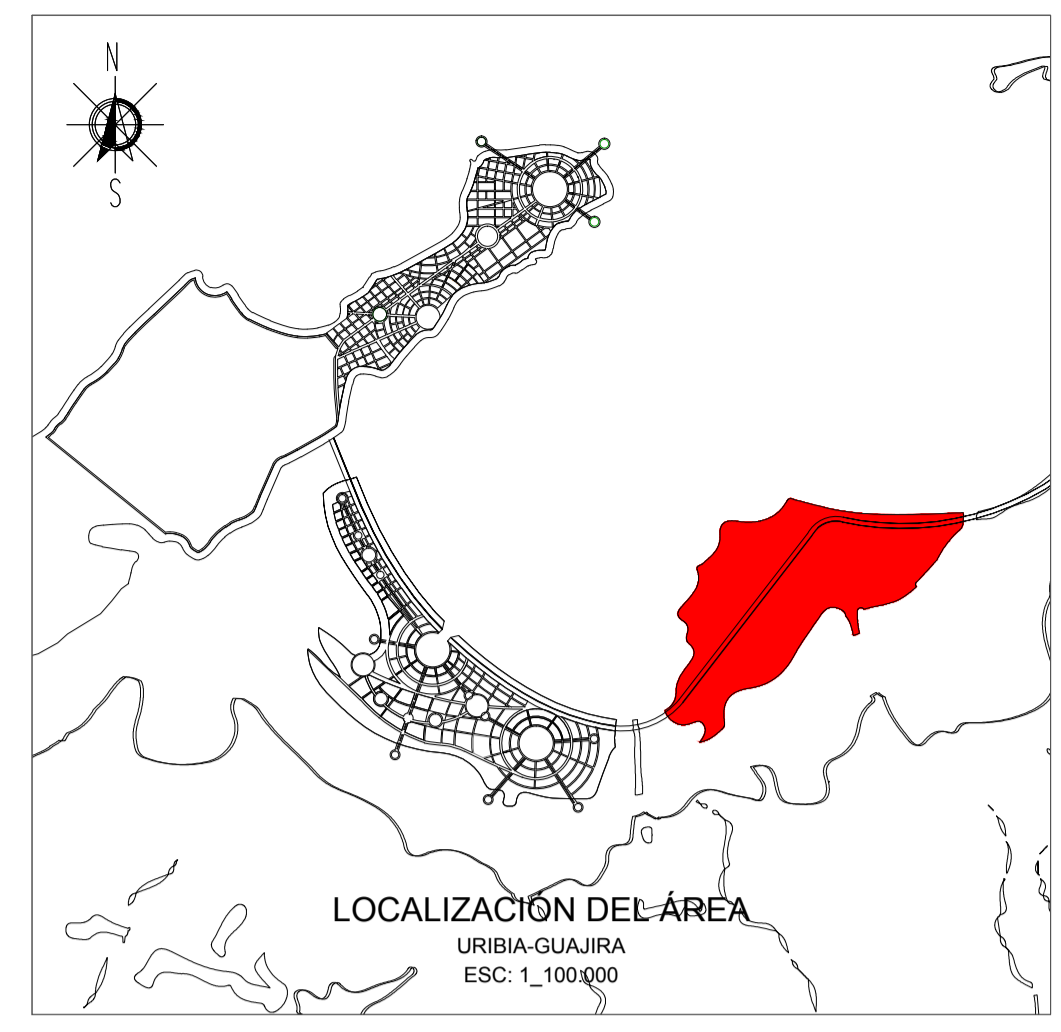 N
S
LOCALIZACIÓN DEL ÁREA
URIBIA-GUAJIRA
ESC: 1_100.000